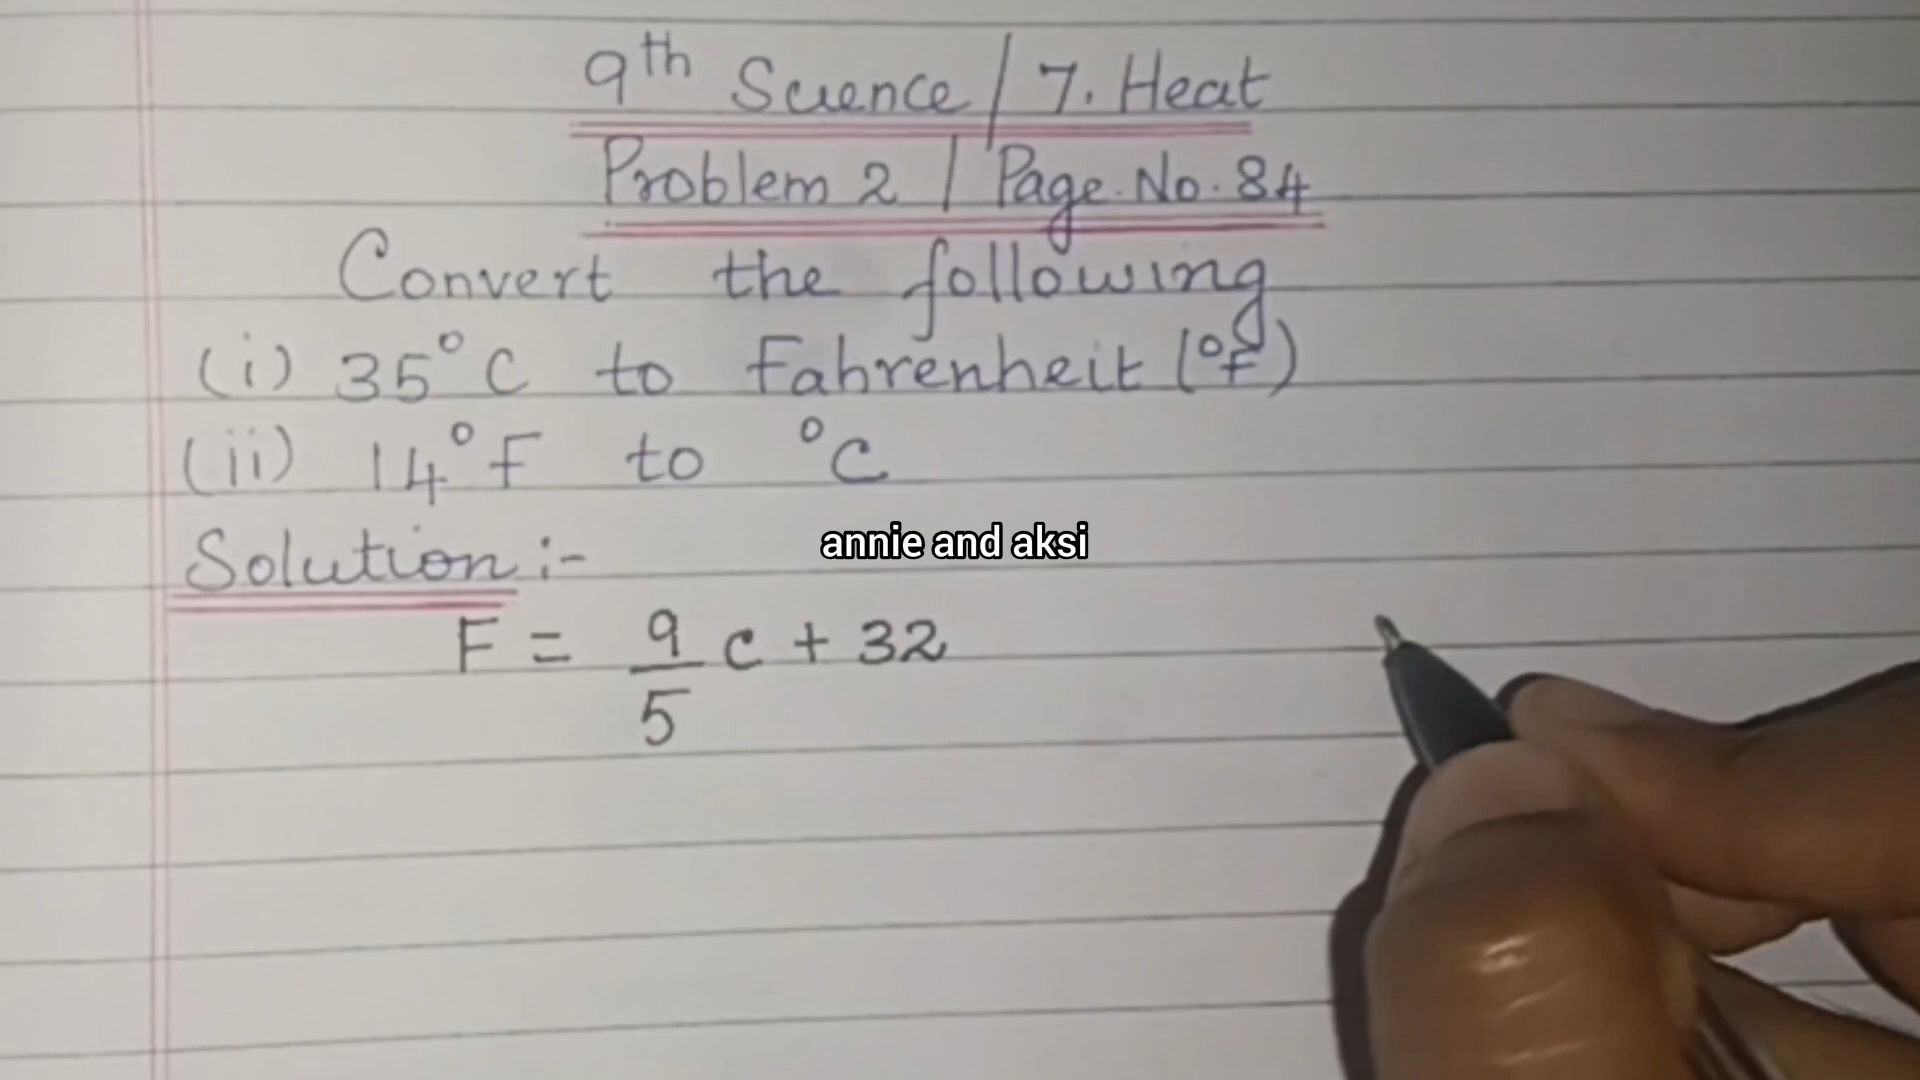 9th Science / 7. Heat
Problem 2 / Page. No. 84
Convert the following
(i) 35°C to Fahrenheit (°F)
(ii) 14°F to °C
annie and aksi
Solution :-
F = 9/5 C + 32